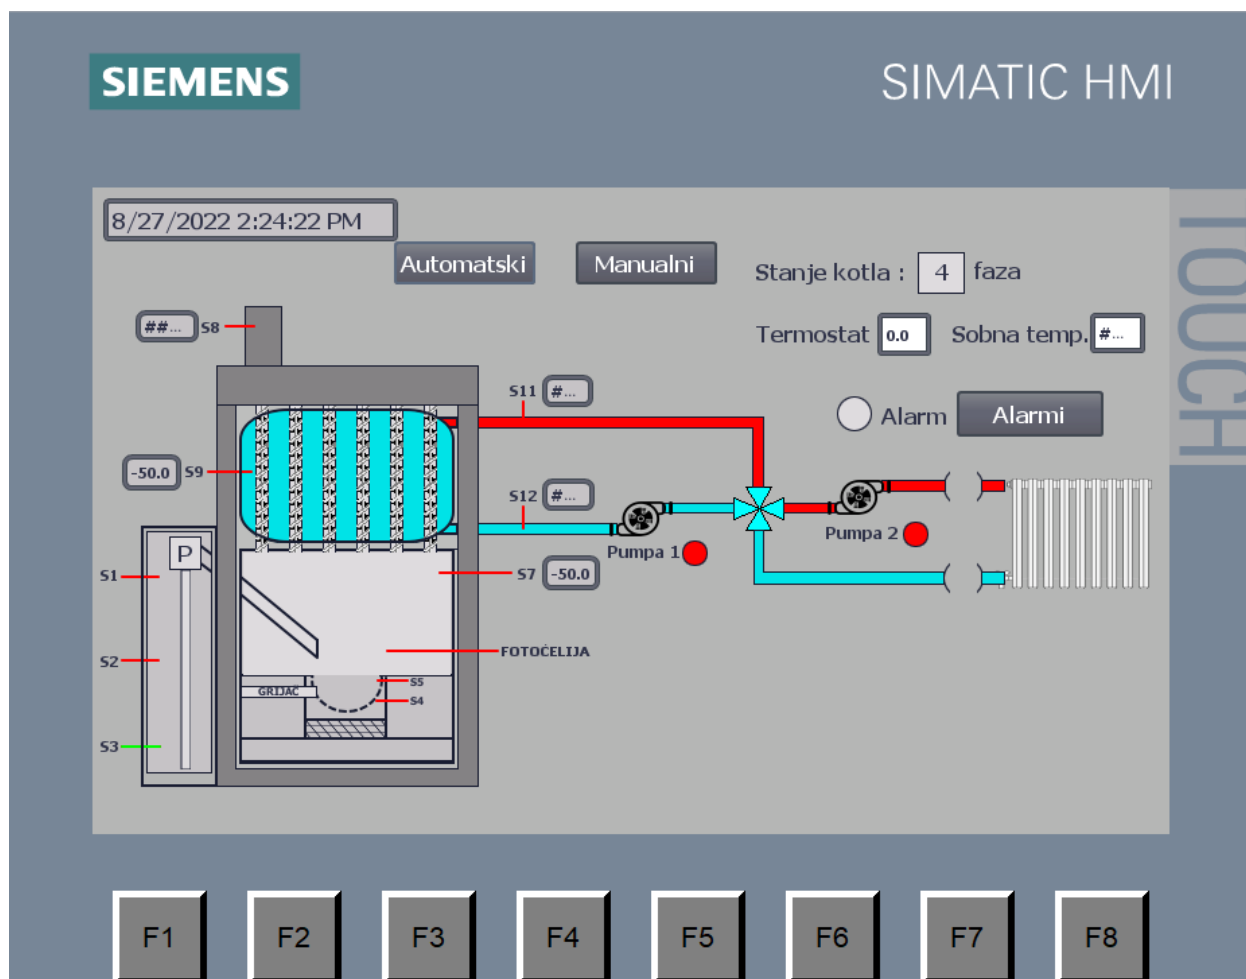 SIEMENS
SIMATIC HMI
TOUCH
8/27/2022 2:24:22 PM
Automatski
Manualni
Stanje kotla : 4 faza
##... S8
Termostat 0.0 Sobna temp. #...
S11 #...
Alarm Alarmi
-50.0 S9
S12 #...
Pumpa 1
Pumpa 2
P
S1
S7 -50.0
S2
FOTOĆELIJA
S5
GRIJAČ
S4
S3
F1 F2 F3 F4 F5 F6 F7 F8